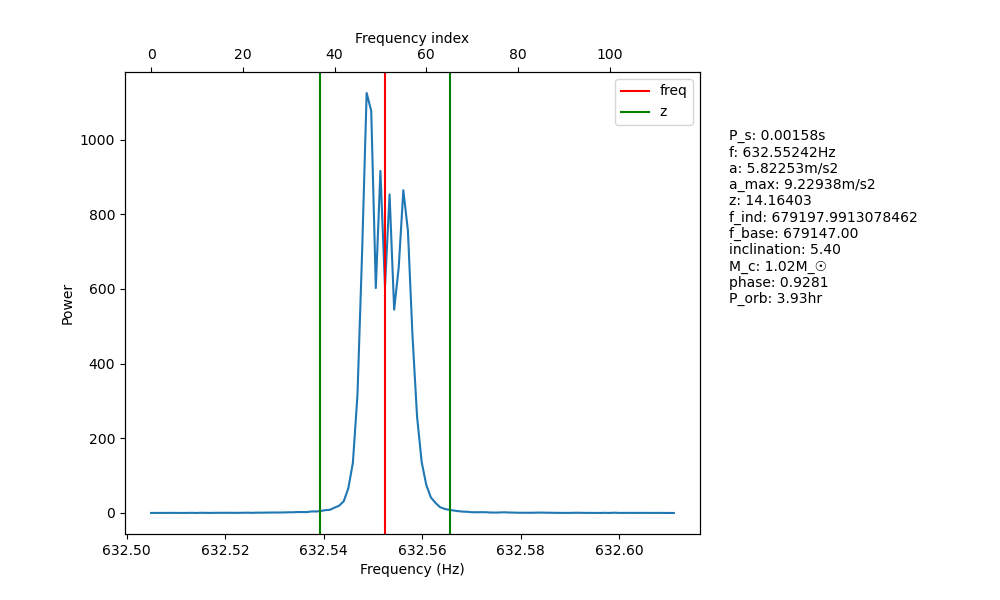 Frequency index
0 20 40 60 80 100
freq
z
1000
800
600
400
200
0
Power
632.50 632.52 632.54 632.56 632.58 632.60
Frequency (Hz)
P_s: 0.00158s
f: 632.55242Hz
a: 5.82253m/s2
a_max: 9.22938m/s2
z: 14.16403
f_ind: 679197.9913078462
f_base: 679147.00
inclination: 5.40
M_c: 1.02M_☉
phase: 0.9281
P_orb: 3.93hr